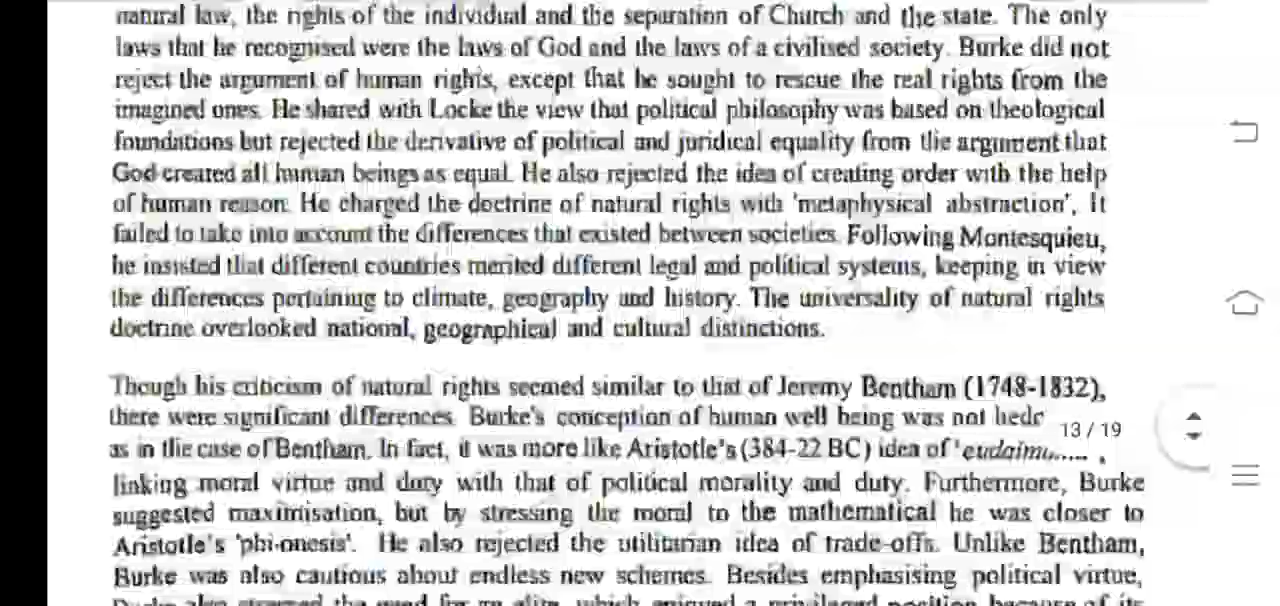 natural law, the rights of the individual and the separation of Church and the state. The only
laws that he recognised were the laws of God and the laws of a civilised society. Burke did not
reject the argument of human rights, except that he sought to rescue the real rights from the
imagined ones. He shared with Locke the view that political philosophy was based on theological
foundations but rejected the derivative of political and juridical equality from the argument that
God created all human beings as equal. He also rejected the idea of creating order with the help
of human reason. He charged the doctrine of natural rights with 'metaphysical abstraction'. It
failed to take into account the differences that existed between societies. Following Montesquieu,
he insisted that different countries merited different legal and political systems, keeping in view
the differences pertaining to climate, geography and history. The universality of natural rights
doctrine overlooked national, geographical and cultural distinctions.
Though his criticism of natural rights seemed similar to that of Jeremy Bentham (1748-1832),
there were significant differences. Burke's conception of human well being was not
13 / 19
as in the case of Bentham. In fact, it was more like Aristotle's (384-22 BC) idea of
linking moral virtue and duty with that of political morality and duty. Furthermore, Burke
suggested maximisation, but by stressing the moral to the mathematical he was closer to
Aristotle's 'phi-onesis'. He also rejected the utilitarian idea of trade-offs. Unlike Bentham,
Burke was also cautious about endless new schemes. Besides emphasising political virtue,